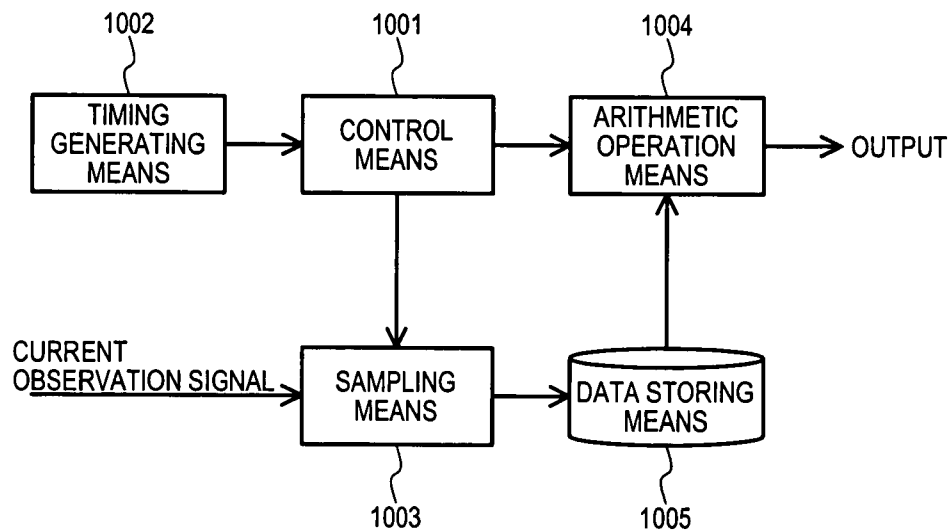 1002
1001
1004
TIMING
GENERATING
MEANS
CONTROL
MEANS
ARITHMETIC
OPERATION
MEANS
OUTPUT
CURRENT
OBSERVATION SIGNAL
SAMPLING
MEANS
DATA STORING
MEANS
1003
1005